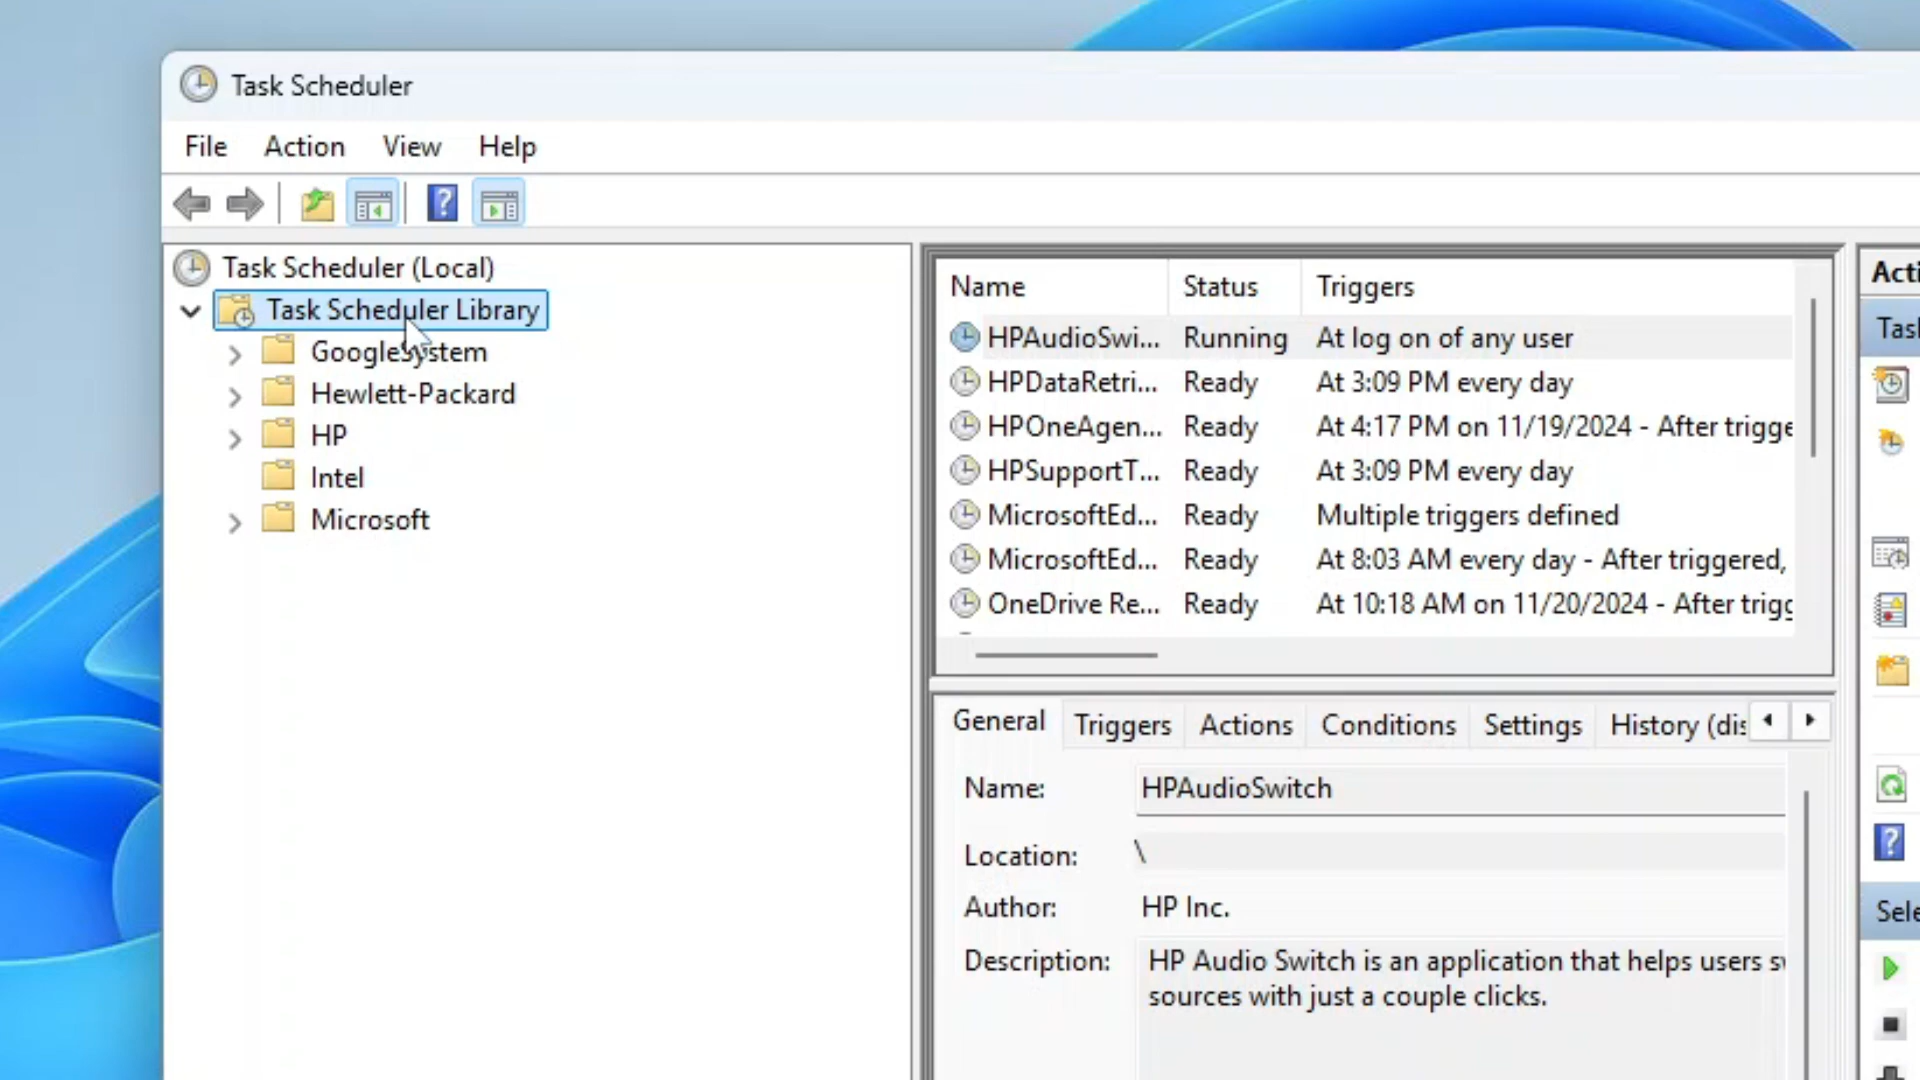 Task Scheduler
File Action View Help
Task Scheduler (Local)
Task Scheduler Library
GoogleSystem
Hewlett-Packard
HP
Intel
Microsoft
Name Status Triggers
HPAudioSwi... Running At log on of any user
HPDataRetri... Ready At 3:09 PM every day
HPOneAgen... Ready At 4:17 PM on 11/19/2024 - After trigge
HPSupportT... Ready At 3:09 PM every day
MicrosoftEd... Ready Multiple triggers defined
MicrosoftEd... Ready At 8:03 AM every day - After triggered,
OneDrive Re... Ready At 10:18 AM on 11/20/2024 - After trigg
General Triggers Actions Conditions Settings History (dis
Name: HPAudioSwitch
Location: \
Author: HP Inc.
Description: HP Audio Switch is an application that helps users s
sources with just a couple clicks.
Acti
Task
Sele